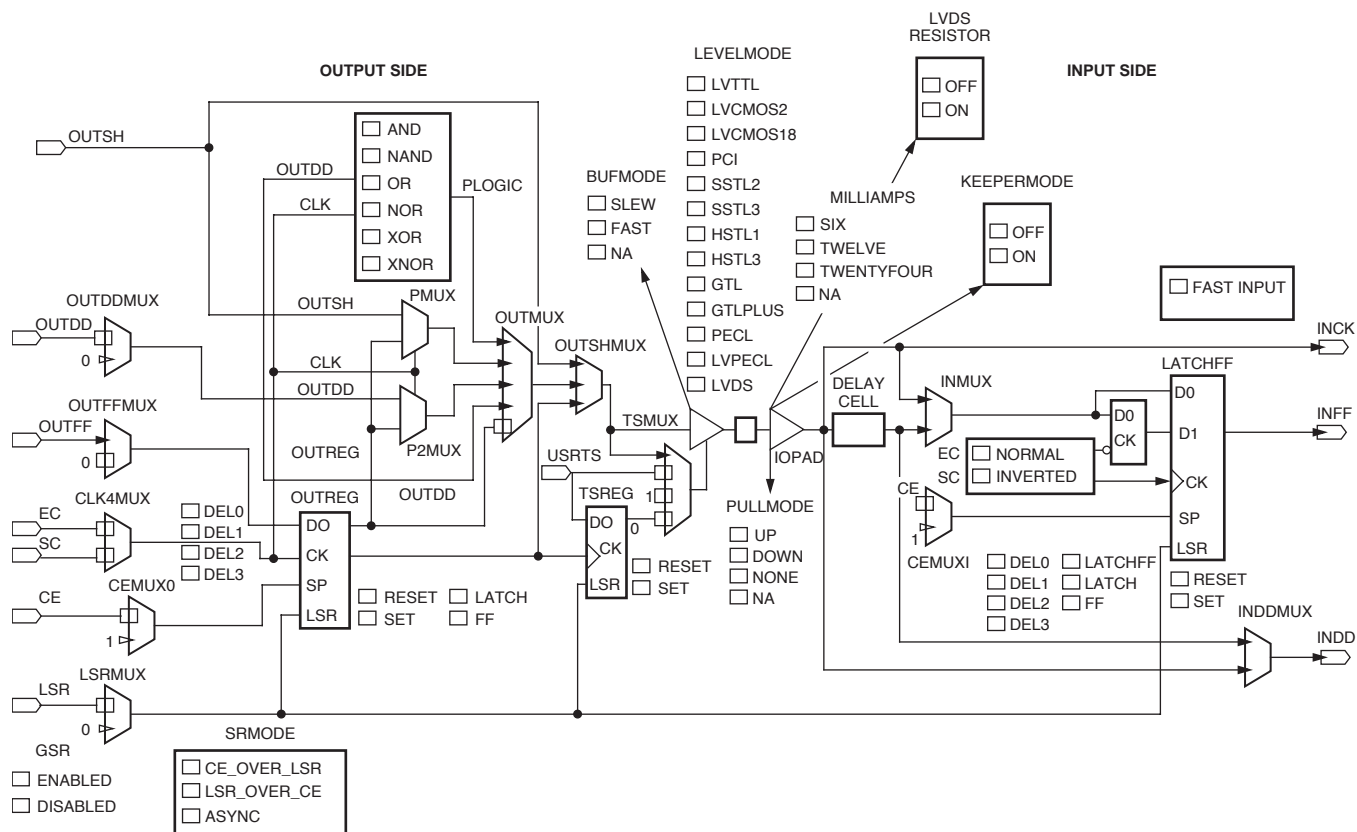 LVDS
RESISTOR
OFF
ON
LEVELMODE
OUTPUT SIDE
INPUT SIDE
LVTTL
LVCMOS2
LVCMOS18
PCI
SSTL2
SSTL3
HSTL1
HSTL3
GTL
GTLPLUS
PECL
LVPECL
LVDS
OUTSH
AND
NAND
OR
NOR
XOR
XNOR
OUTDD
CLK
PLOGIC
BUFMODE
SLEW
FAST
NA
MILLIAMPS
SIX
TWELVE
TWENTYFOUR
NA
KEEPERMODE
OFF
ON
FAST INPUT
OUTDDMUX
OUTDD
0
OUTSH
PMUX
OUTMUX
OUTSHMUX
CLK
OUTDD
P2MUX
OUTREG
OUTDD
OUTFFMUX
OUTFF
0
CLK4MUX
EC
SC
DEL0
DEL1
DEL2
DEL3
OUTREG
DO
CK
SP
LSR
CEMUX0
CE
1
RESET
SET
LATCH
FF
LSRMUX
LSR
0
GSR
ENABLED
DISABLED
SRMODE
CE_OVER_LSR
LSR_OVER_CE
ASYNC
TSMUX
USRTS
1
0
TSREG
DO
CK
LSR
RESET
SET
IOPAD
PULLMODE
UP
DOWN
NONE
NA
DELAY
CELL
INMUX
INCK
LATCHFF
D0
D1
CK
SP
LSR
D0
CK
INFF
EC
SC
NORMAL
INVERTED
CE
1
CEMUXI
DEL0
DEL1
DEL2
DEL3
LATCHFF
LATCH
FF
RESET
SET
INDDMUX
INDD